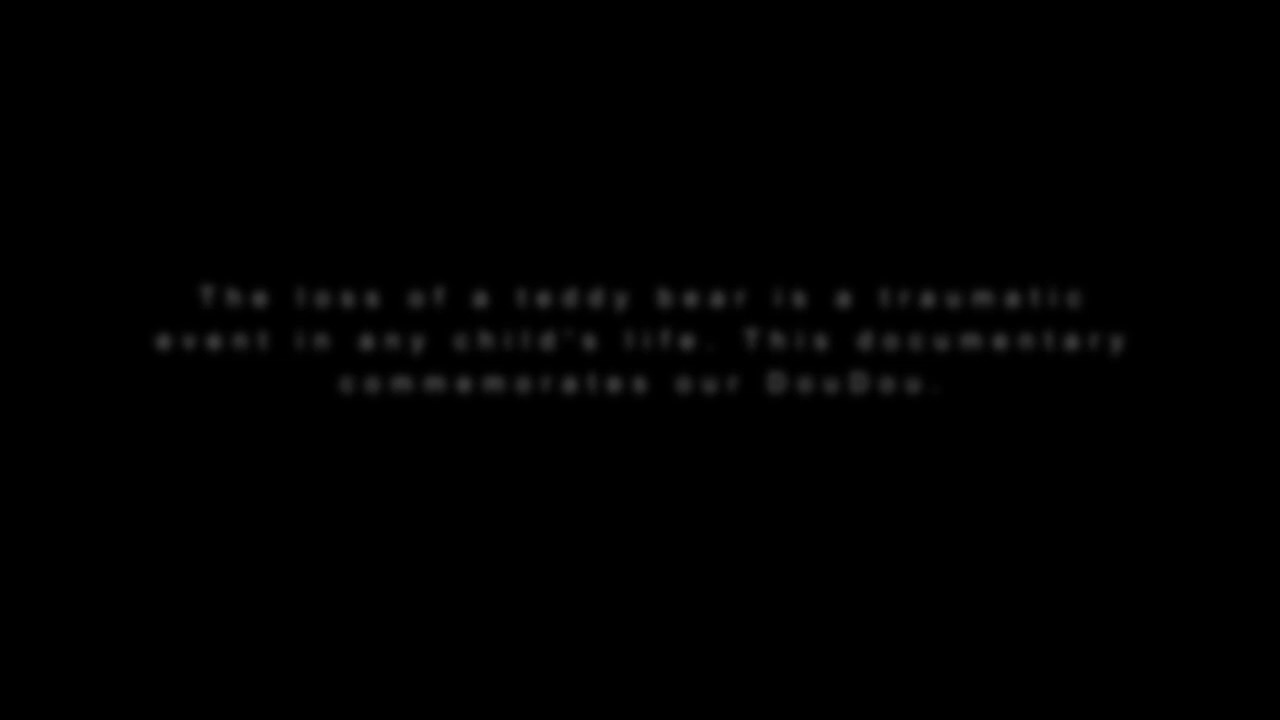 The loss of a teddy bear is a traumatic
event in any child's life. This documentary
commemorates our DouDou.